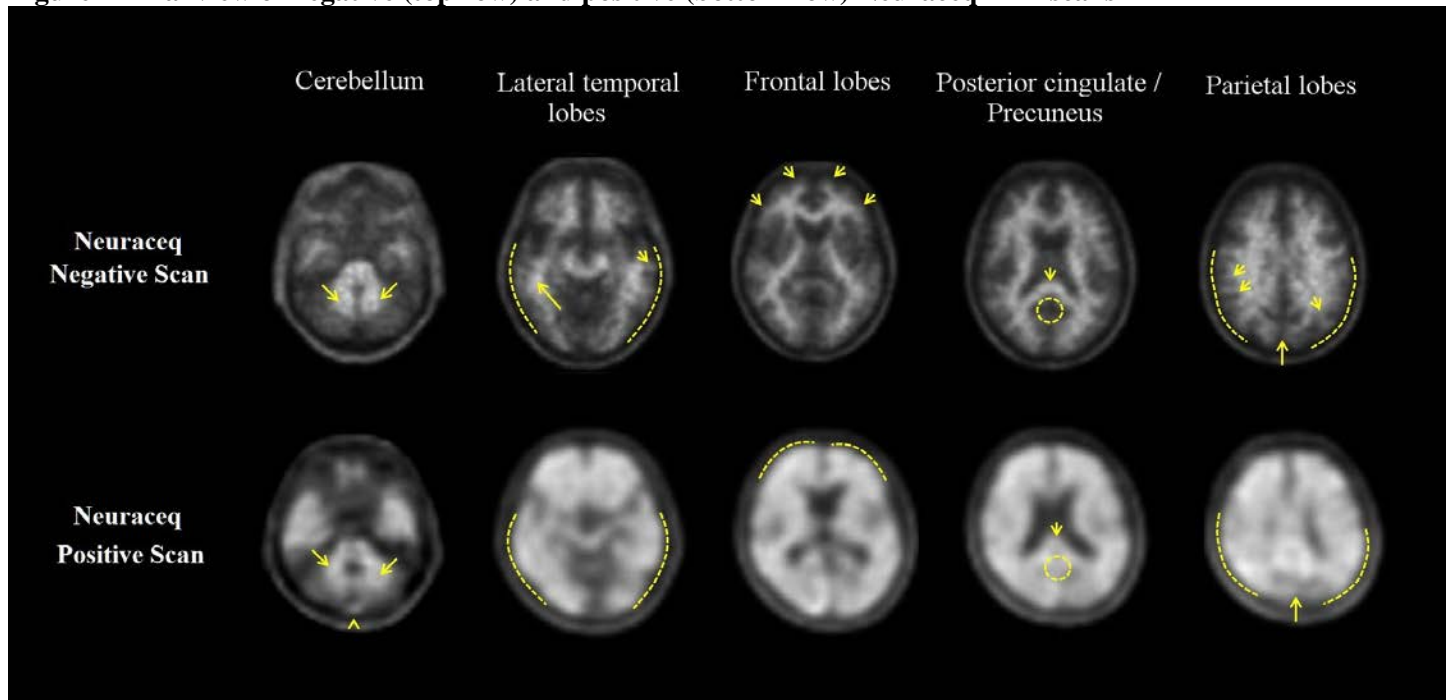 Cerebellum
Lateral temporal
lobes
Frontal lobes
Posterior cingulate /
Precuneus
Parietal lobes
Neuraceq
Negative Scan
Neuraceq
Positive Scan